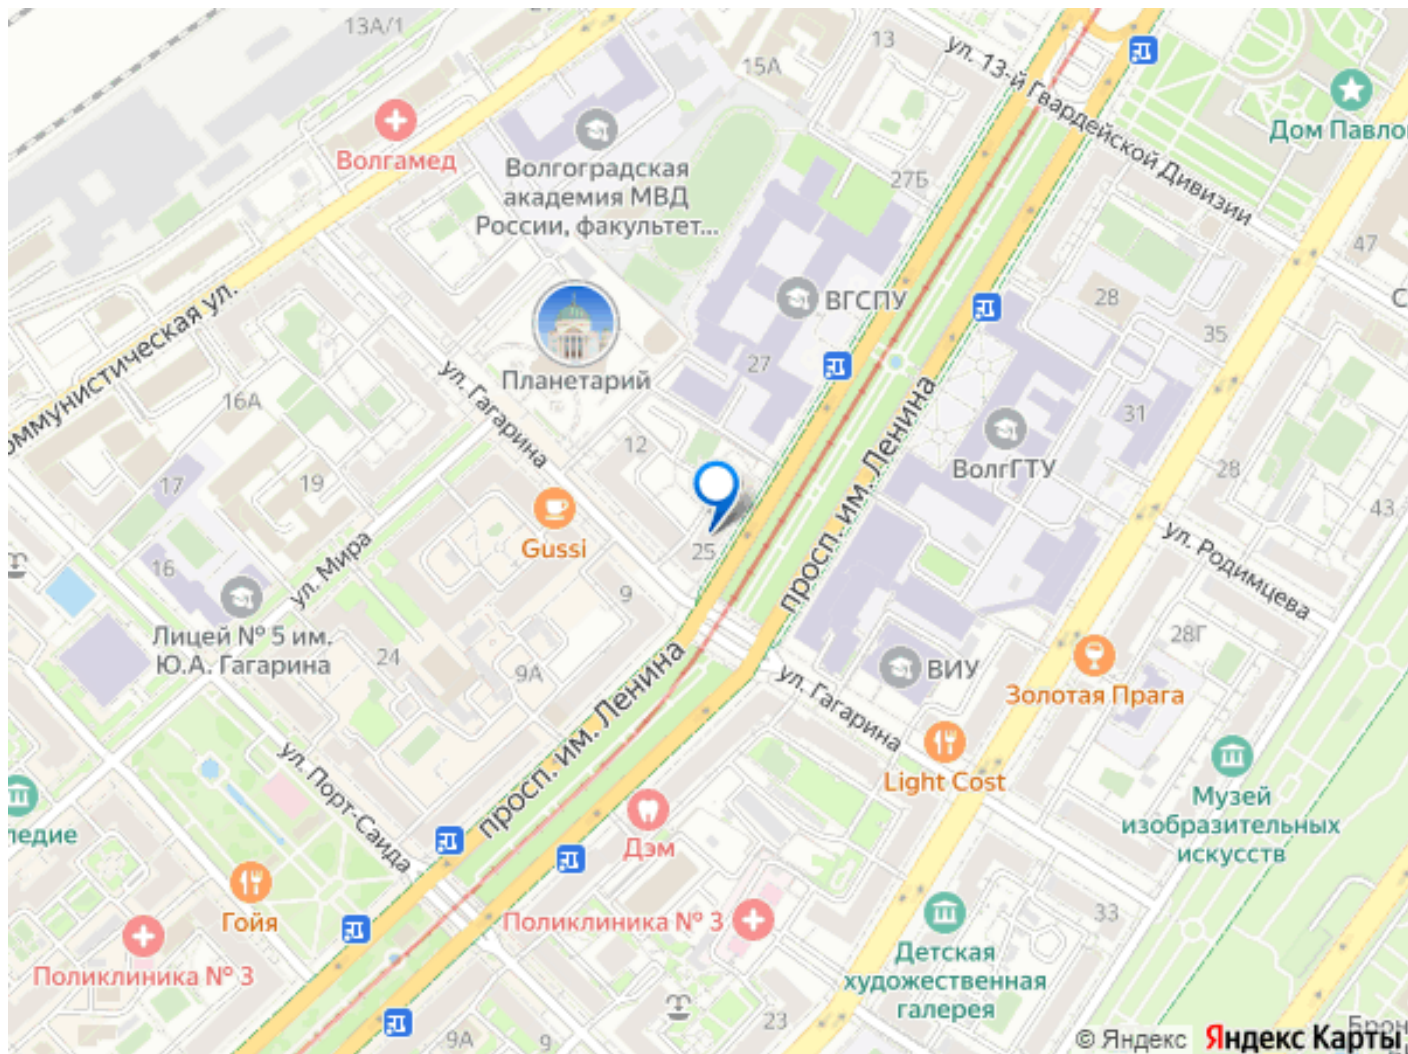 13А/1
13
15А
ул. 13-й Гвардейской Дивизии
Дом Павло
Волгамед
Волгоградская
академия МВД
России, факультет...
27Б
47
С
ВГСПУ
28
35
оммунистическая ул.
Планетарий
27
ул. Гагарина
16А
просп. им. Ленина
31
12
ВолгГТУ
28
17
19
43
Gussi
25
ул. Мира
ул. Родимцева
16
9
Лицей № 5 им.
Ю.А. Гагарина
24
9А
28Г
ВИУ
Золотая Прага
ул. Гагарина
просп. им. Ленина
Light Cost
ул. Порт-Саида
Музей
изобразительных
искусств
ледие
Дэм
Гойя
Поликлиника № 3
33
Детская
художественная
галерея
Поликлиника № 3
23
9А
9
Брон
© Яндекс Яндекс Карты